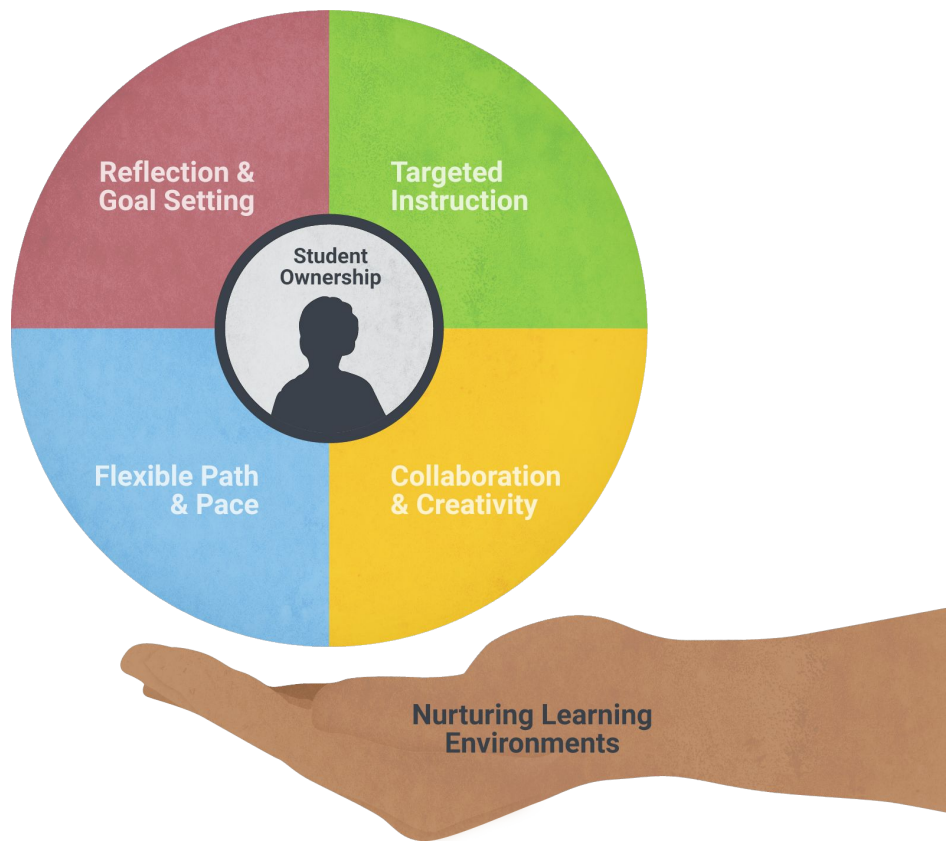 Reflection &
Goal Setting
Targeted
Instruction
Student
Ownership
Flexible Path
& Pace
Collaboration
& Creativity
Nurturing Learning
Environments